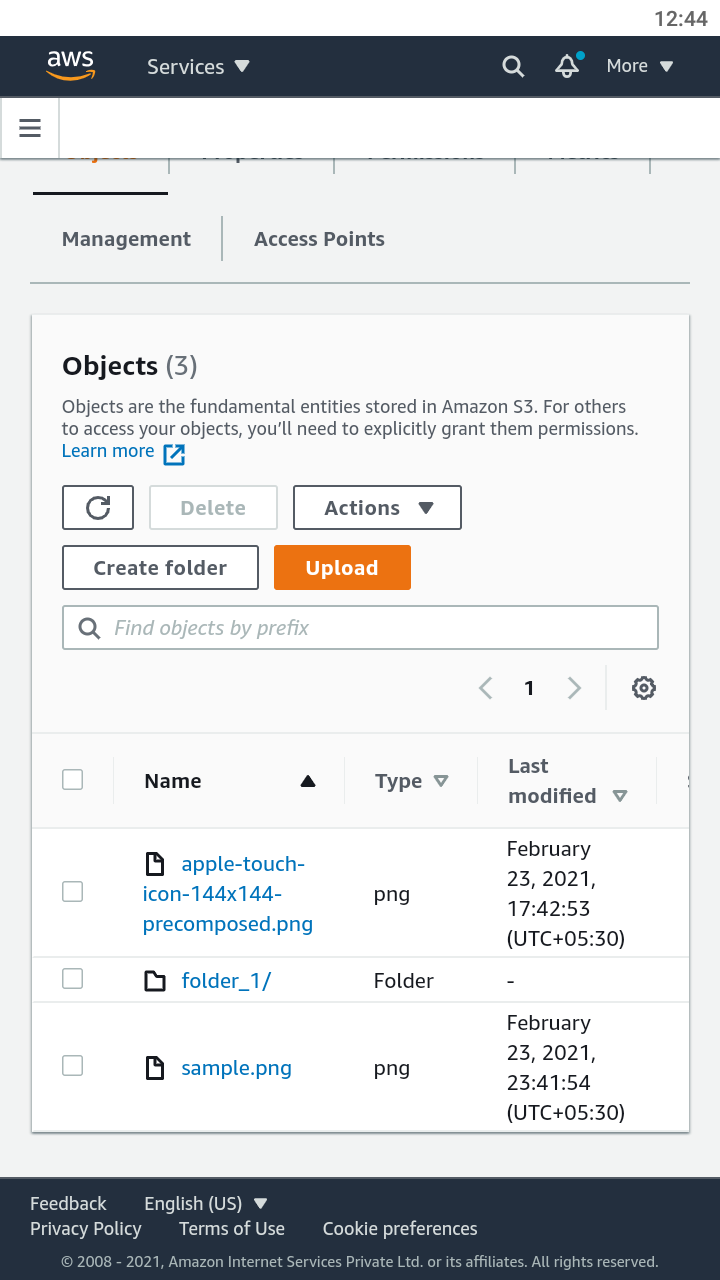 12:44
aws
Services
More
Management
Access Points
Objects (3)
Objects are the fundamental entities stored in Amazon S3. For others
to access your objects, you’ll need to explicitly grant them permissions.
Learn more
Delete
Actions
Create folder
Upload
Find objects by prefix
1
Name
Type
Last
modified
apple-touch-
icon-144x144-
precomposed.png
png
February
23, 2021,
17:42:53
(UTC+05:30)
folder_1/
Folder
-
sample.png
png
February
23, 2021,
23:41:54
(UTC+05:30)
Feedback
English (US)
Privacy Policy
Terms of Use
Cookie preferences
© 2008 - 2021, Amazon Internet Services Private Ltd. or its affiliates. All rights reserved.